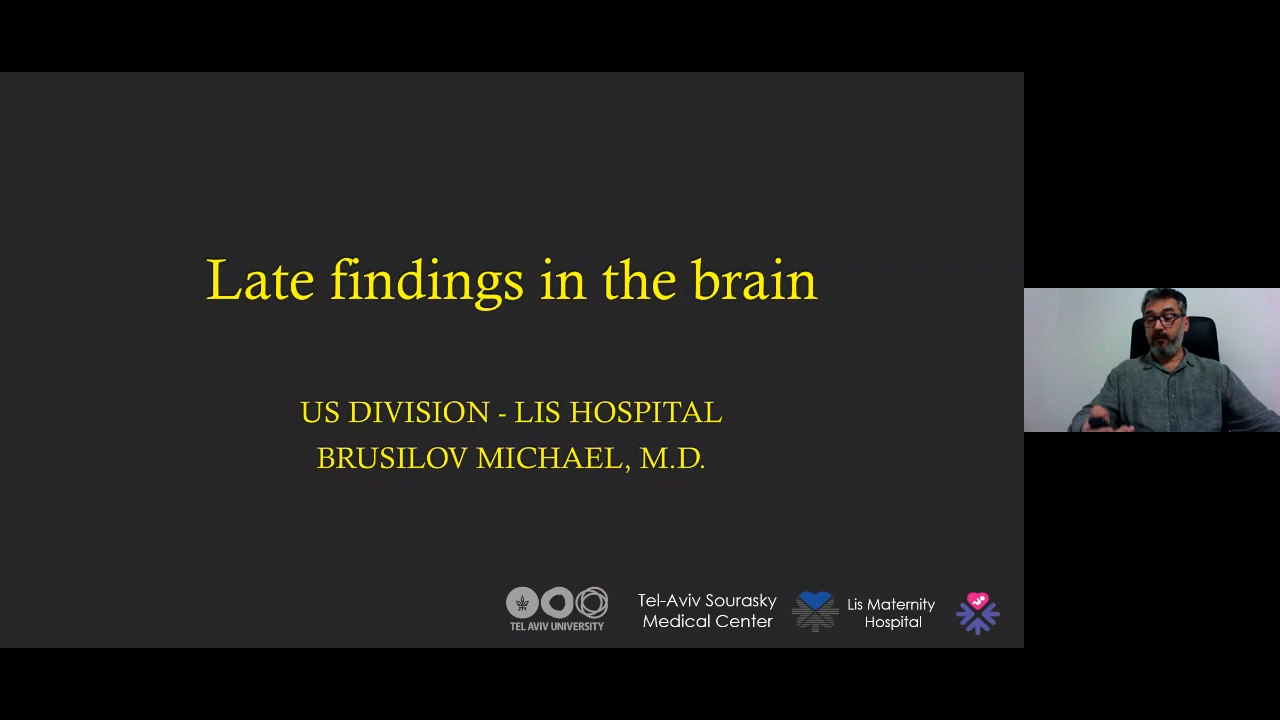 Late findings in the brain
US DIVISION - LIS HOSPITAL
BRUSILOV MICHAEL, M.D.
TEL AVIV UNIVERSITY
Tel-Aviv Sourasky
Medical Center
Lis Maternity
Hospital